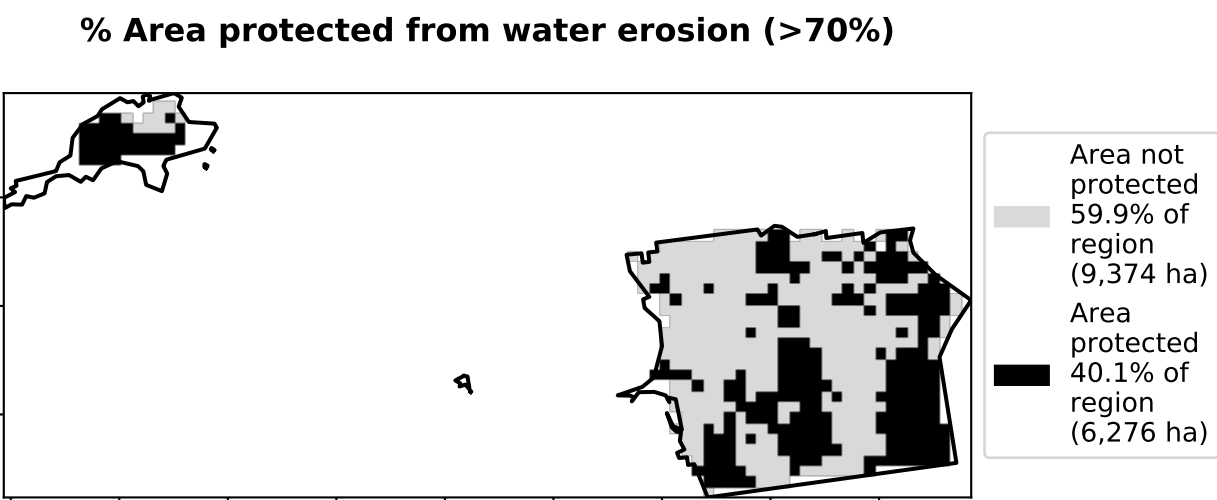 % Area protected from water erosion (>70%)
Area not
protected
59.9% of
region
(9,374 ha)
Area
protected
40.1% of
region
(6,276 ha)